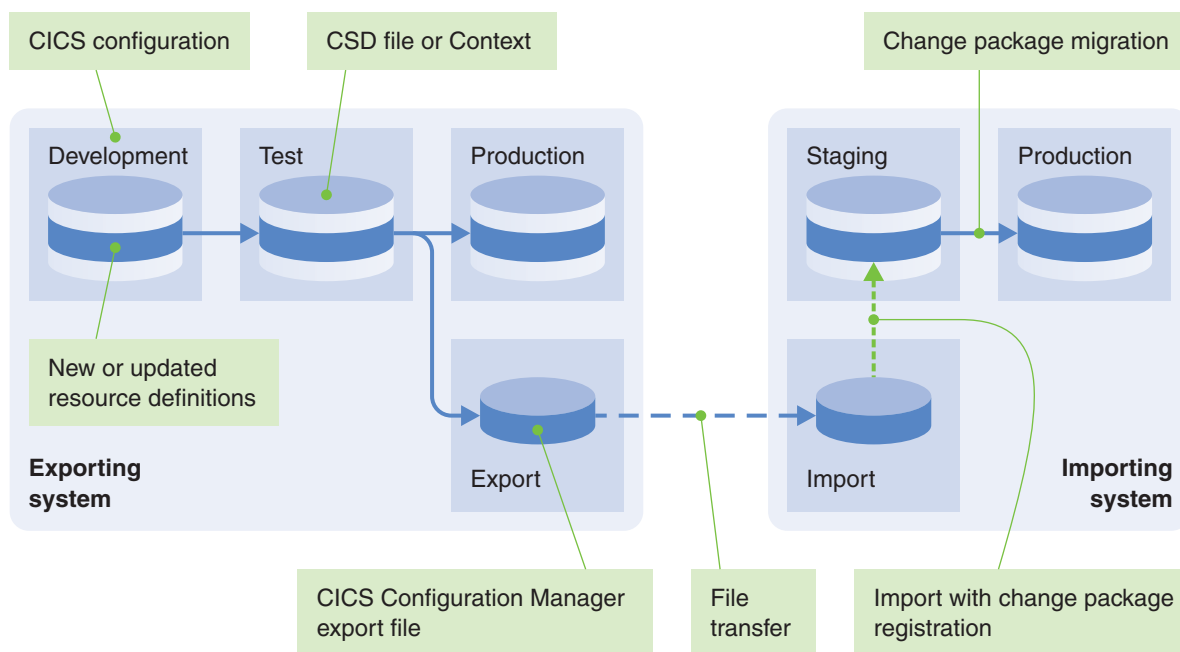 CICS configuration
CSD file or Context
Change package migration
Development
Test
Production
Staging
Production
New or updated
resource definitions
Exporting
system
Export
Import
Importing
system
CICS Configuration Manager
export file
File
transfer
Import with change package
registration